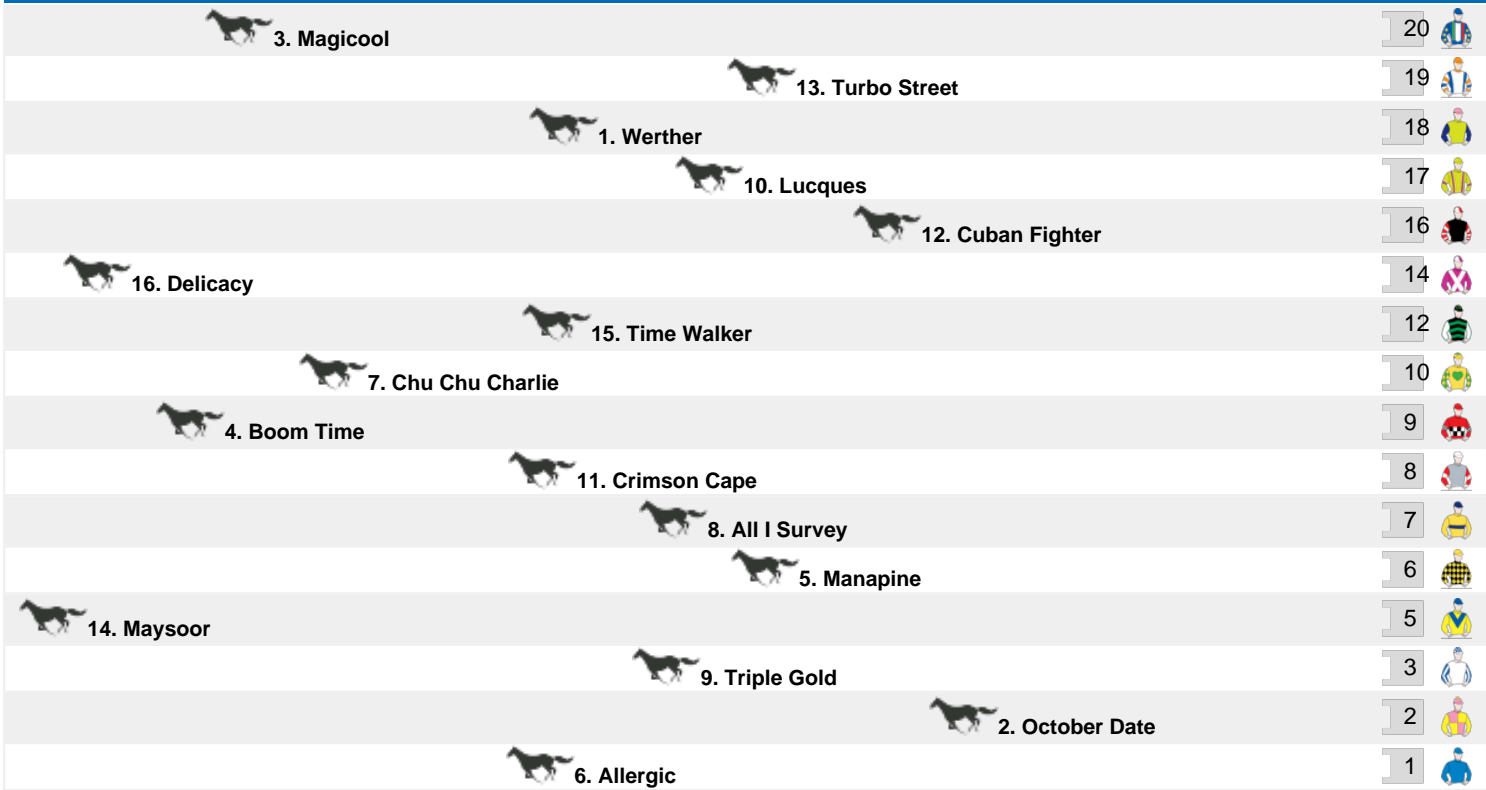 3. Magicool 20
13. Turbo Street 19
1. Werther 18
10. Lucques 17
12. Cuban Fighter 16
16. Delicacy 14
15. Time Walker 12
7. Chu Chu Charlie 10
4. Boom Time 9
11. Crimson Cape 8
8. All I Survey 7
5. Manapine 6
14. Maysoor 5
9. Triple Gold 3
2. October Date 2
6. Allergic 1